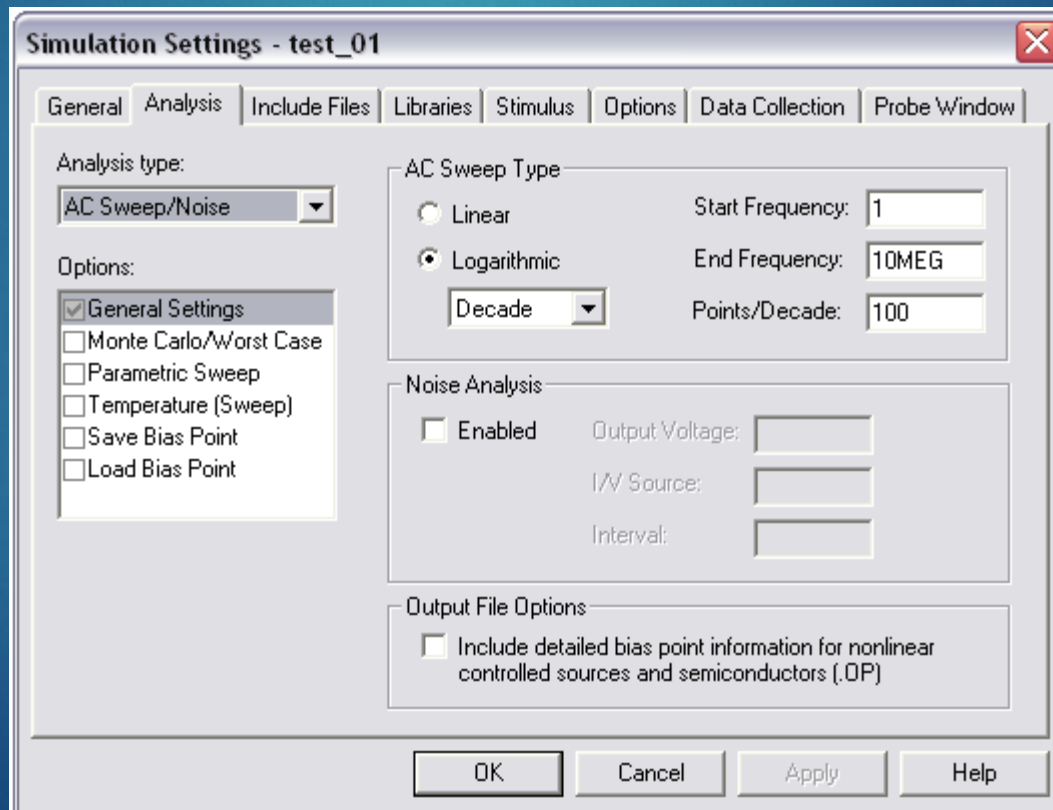 Simulation Settings - test_01
General Analysis Include Files Libraries Stimulus Options Data Collection Probe Window
Analysis type:
AC Sweep/Noise
Options:
General Settings
Monte Carlo/Worst Case
Parametric Sweep
Temperature (Sweep)
Save Bias Point
Load Bias Point
AC Sweep Type
Linear
Logarithmic
Decade
Start Frequency: 1
End Frequency: 10MEG
Points/Decade: 100
Noise Analysis
Enabled
Output Voltage:
I/V Source:
Interval:
Output File Options
Include detailed bias point information for nonlinear
controlled sources and semiconductors (.OP)
OK Cancel Apply Help